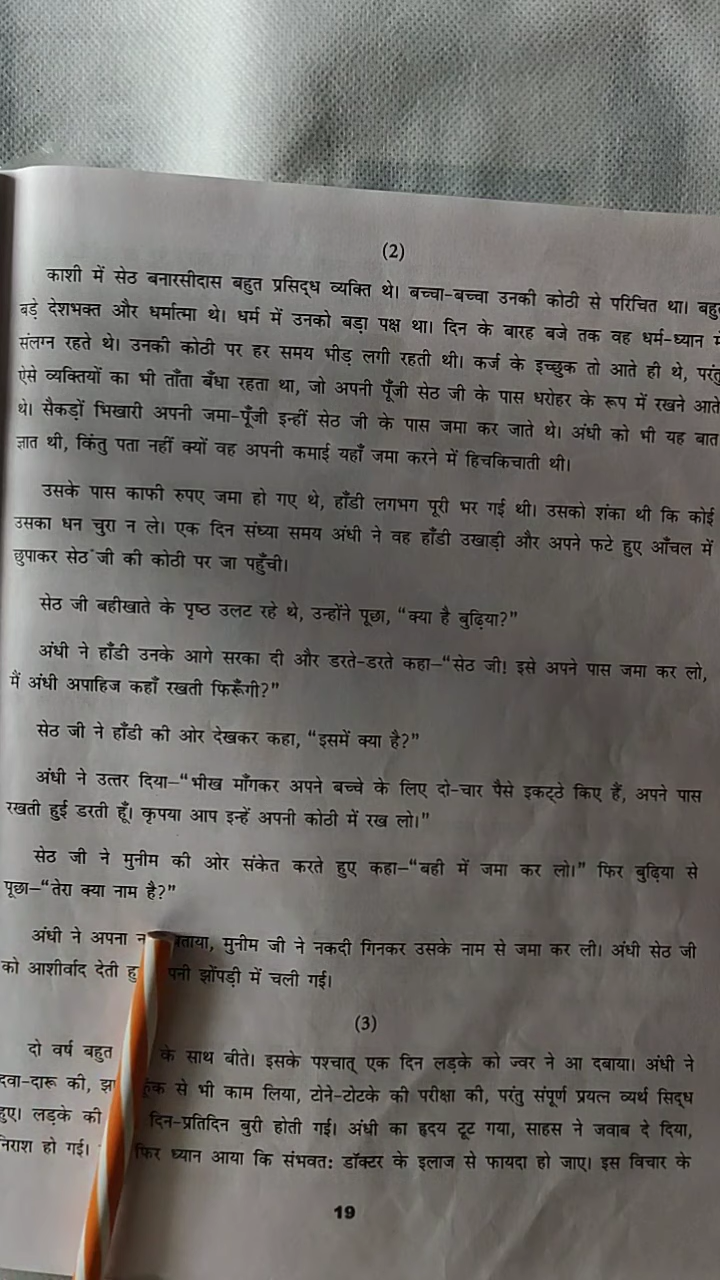 (2)
काशी में सेठ बनारसीदास बहुत प्रसिद्ध व्यक्ति थे। बच्चा-बच्चा उनकी कोठी से परिचित था।
बड़े देशभक्त और धर्मात्मा थे। धर्म में उनको बड़ा पक्ष था। दिन के बारह बजे तक वह धर्म-ध्यान
संलग्न रहते थे। उनकी कोठी पर हर समय भीड़ लगी रहती थी। कर्ज के इच्छुक तो आते ही थे, परंतु
ऐसे व्यक्तियों का भी ताँता बँधा रहता था, जो अपनी पूँजी सेठ जी के पास धरोहर के रूप में रखने आते
थे। सैकड़ों भिखारी अपनी जमा-पूँजी इन्हीं सेठ जी के पास जमा कर जाते थे। अंधी को भी यह बात
ज्ञात थी, किंतु पता नहीं क्यों वह अपनी कमाई यहाँ जमा करने में हिचकिचाती थी।
उसके पास काफी रुपए जमा हो गए थे, हाँडी लगभग पूरी भर गई थी। उसको शंका थी कि कोई
उसका धन चुरा न ले। एक दिन संध्या समय अंधी ने वह हाँडी उखाड़ी और अपने फटे हुए आँचल में
छुपाकर सेठ जी की कोठी पर जा पहुँची।
सेठ जी बहीखाते के पृष्ठ उलट रहे थे, उन्होंने पूछा, “क्या है बुढ़िया?”
अंधी ने हाँडी उनके आगे सरका दी और डरते-डरते कहा–“सेठ जी! इसे अपने पास जमा कर लो,
मैं अंधी अपाहिज कहाँ रखती फिरूँगी?”
सेठ जी ने हाँडी की ओर देखकर कहा, “इसमें क्या है?”
अंधी ने उत्तर दिया–“भीख माँगकर अपने बच्चे के लिए दो-चार पैसे इकट्ठे किए हैं, अपने पास
रखती हुई डरती हूँ। कृपया आप इन्हें अपनी कोठी में रख लो।”
सेठ जी ने मुनीम की ओर संकेत करते हुए कहा–“बही में जमा कर लो।” फिर बुढ़िया से
पूछा–“तेरा क्या नाम है?”
अंधी ने अपना बताया, मुनीम जी ने नकदी गिनकर उसके नाम से जमा कर ली। अंधी सेठ जी
को आशीर्वाद देती झोंपड़ी में चली गई।
(3)
दो वर्ष बहुत के साथ बीते। इसके पश्चात् एक दिन लड़के को ज्वर ने आ दबाया। अंधी ने
दवा-दारू की, से भी काम लिया, टोने-टोटके की परीक्षा की, परंतु संपूर्ण प्रयत्न व्यर्थ सिद्ध
हुए। लड़के की दिन-प्रतिदिन बुरी होती गई। अंधी का हृदय टूट गया, साहस ने जवाब दे दिया,
निराश हो गई। फिर ध्यान आया कि संभवत: डॉक्टर के इलाज से फायदा हो जाए। इस विचार के
19